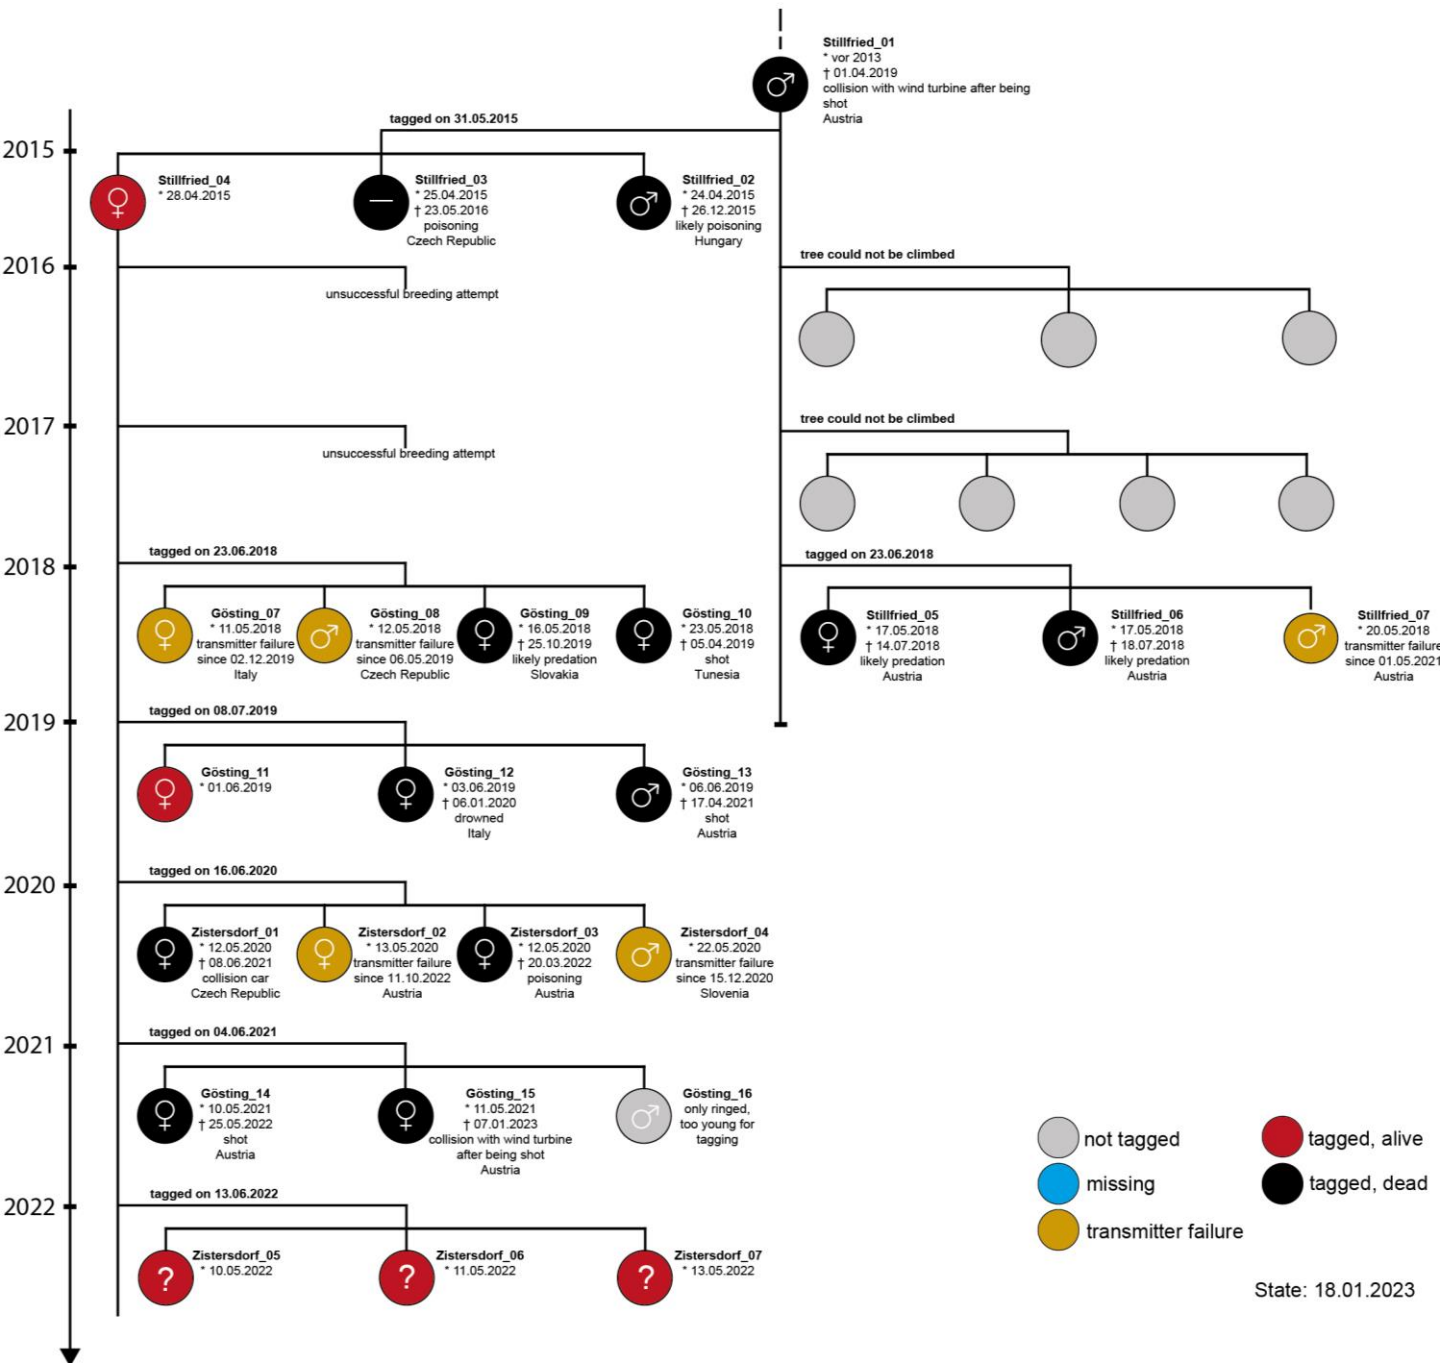 Stillfried_01
* vor 2013
† 01.04.2019
collision with wind turbine after being
shot
Austria
tagged on 31.05.2015
2015
Stillfried_04
* 28.04.2015
Stillfried_03
* 25.04.2015
† 23.05.2016
poisoning
Czech Republic
Stillfried_02
* 24.04.2015
† 26.12.2015
likely poisoning
Hungary
2016
unsuccessful breeding attempt
tree could not be climbed
2017
unsuccessful breeding attempt
tree could not be climbed
2018
tagged on 23.06.2018
Gösting_07
* 11.05.2018
transmitter failure
since 02.12.2019
Italy
Gösting_08
* 12.05.2018
transmitter failure
since 06.05.2019
Czech Republic
Gösting_09
* 16.05.2018
† 25.10.2019
likely predation
Slovakia
Gösting_10
* 23.05.2018
† 05.04.2019
shot
Tunesia
tagged on 23.06.2018
Stillfried_05
* 17.05.2018
† 14.07.2018
likely predation
Austria
Stillfried_06
* 17.05.2018
† 18.07.2018
likely predation
Austria
Stillfried_07
* 20.05.2018
transmitter failure
since 01.05.2021
Austria
2019
tagged on 08.07.2019
Gösting_11
* 01.06.2019
Gösting_12
* 03.06.2019
† 06.01.2020
drowned
Italy
Gösting_13
* 06.06.2019
† 17.04.2021
shot
Austria
2020
tagged on 16.06.2020
Zistersdorf_01
* 12.05.2020
† 08.06.2021
collision car
Czech Republic
Zistersdorf_02
* 13.05.2020
transmitter failure
since 11.10.2022
Austria
Zistersdorf_03
* 12.05.2020
† 20.03.2022
poisoning
Austria
Zistersdorf_04
* 22.05.2020
transmitter failure
since 15.12.2020
Slovenia
2021
tagged on 04.06.2021
Gösting_14
* 10.05.2021
† 25.05.2022
shot
Austria
Gösting_15
* 11.05.2021
† 07.01.2023
collision with wind turbine
after being shot
Austria
Gösting_16
only ringed,
too young for
tagging
2022
tagged on 13.06.2022
?
Zistersdorf_05
* 10.05.2022
?
Zistersdorf_06
* 11.05.2022
?
Zistersdorf_07
* 13.05.2022
not tagged
missing
transmitter failure
tagged, alive
tagged, dead
State: 18.01.2023